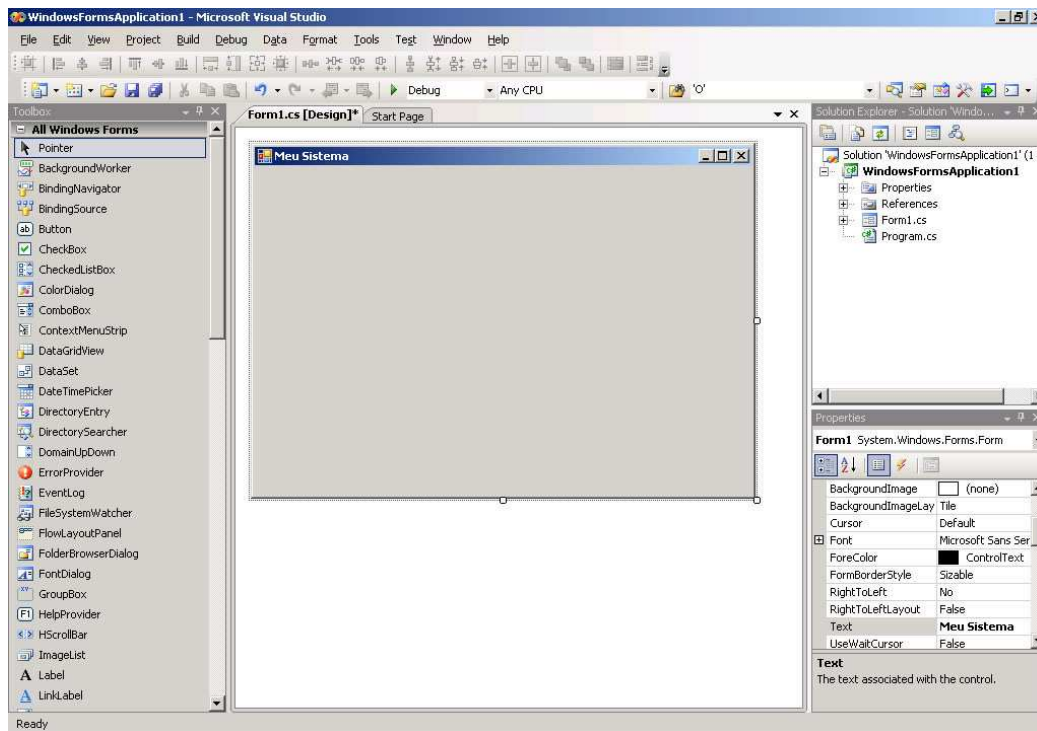 WindowsFormsApplication1 - Microsoft Visual Studio
File Edit View Project Build Debug Data Format Tools Test Window Help
Debug Any CPU 'O'
Toolbox
All Windows Forms
Pointer
BackgroundWorker
BindingNavigator
BindingSource
Button
CheckBox
CheckedListBox
ColorDialog
ComboBox
ContextMenuStrip
DataGridView
DataSet
DateTimePicker
DirectoryEntry
DirectorySearcher
DomainUpDown
ErrorProvider
EventLog
FileSystemWatcher
FlowLayoutPanel
FolderBrowserDialog
FontDialog
GroupBox
HelpProvider
HScrollBar
ImageList
Label
LinkLabel
Form1.cs [Design]* Start Page
Meu Sistema
Solution Explorer - Solution 'Windo...
Solution 'WindowsFormsApplication1' (1
WindowsFormsApplication1
Properties
References
Form1.cs
Program.cs
Properties
Form1 System.Windows.Forms.Form
BackgroundImage (none)
BackgroundImageLay Tile
Cursor Default
Font Microsoft Sans Ser
ForeColor ControlText
FormBorderStyle Sizable
RightToLeft No
RightToLeftLayout False
Text Meu Sistema
UseWaitCursor False
Text
The text associated with the control.
Ready